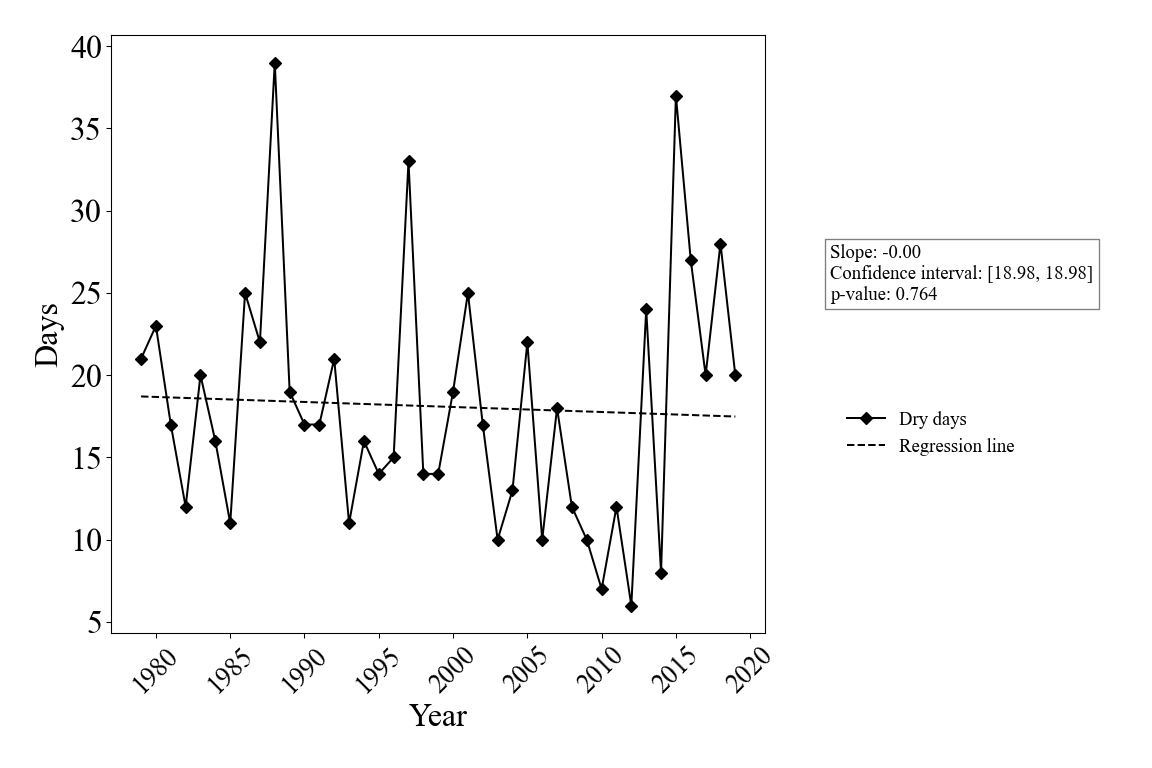 40
35
30
25
20
15
10
5
Days
1980
1985
1990
1995
2000
2005
2010
2015
2020
Year
Slope: -0.00
Confidence interval: [18.98, 18.98]
p-value: 0.764
Dry days
Regression line